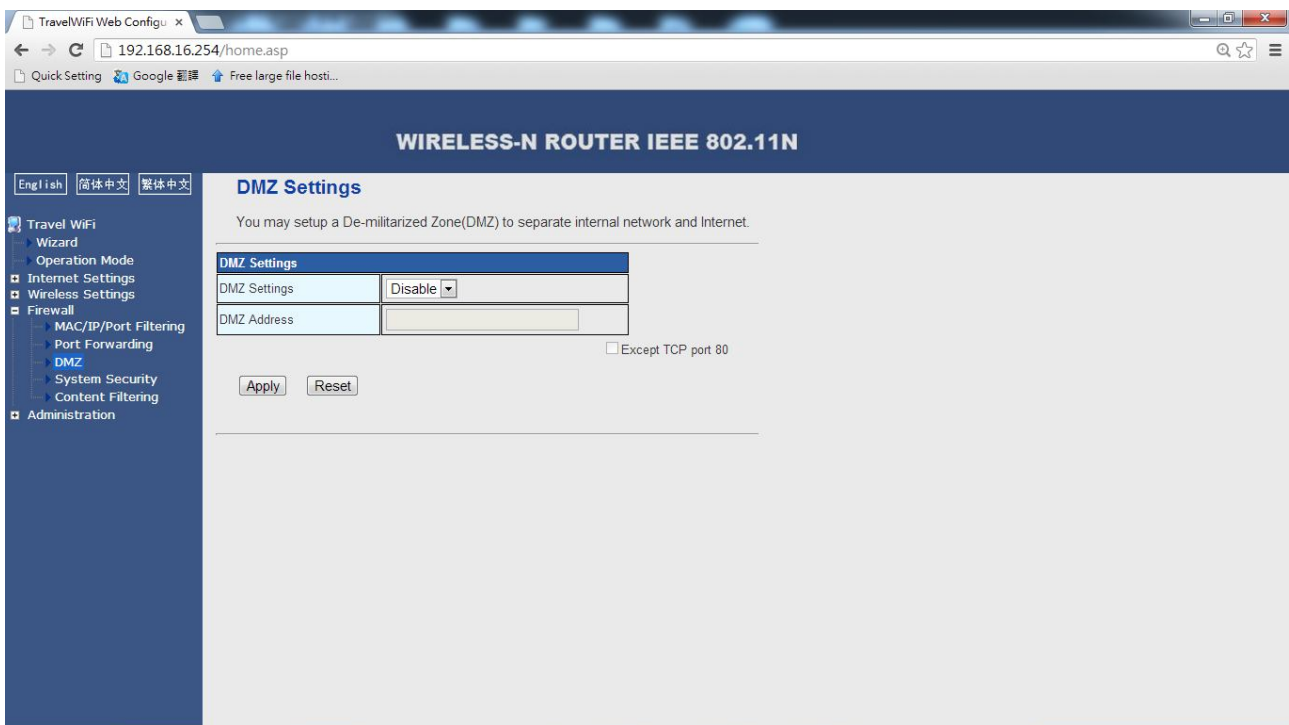 TravelWiFi Web Configu
192.168.16.254/home.asp
Quick Setting Google 翻譯 Free large file hosti...
WIRELESS-N ROUTER IEEE 802.11N
English 简体中文 繁体中文
Travel WiFi
Wizard
Operation Mode
Internet Settings
Wireless Settings
Firewall
MAC/IP/Port Filtering
Port Forwarding
DMZ
System Security
Content Filtering
Administration
DMZ Settings
You may setup a De-militarized Zone(DMZ) to separate internal network and Internet.
DMZ Settings
DMZ Settings Disable
DMZ Address
Except TCP port 80
Apply Reset